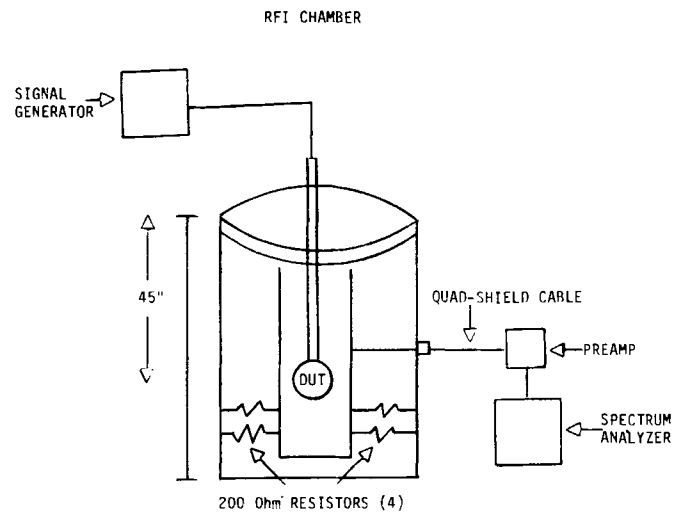 RFI CHAMBER
SIGNAL
GENERATOR
45"
QUAD-SHIELD CABLE
PREAMP
DUT
SPECTRUM
ANALYZER
200 Ohm RESISTORS (4)